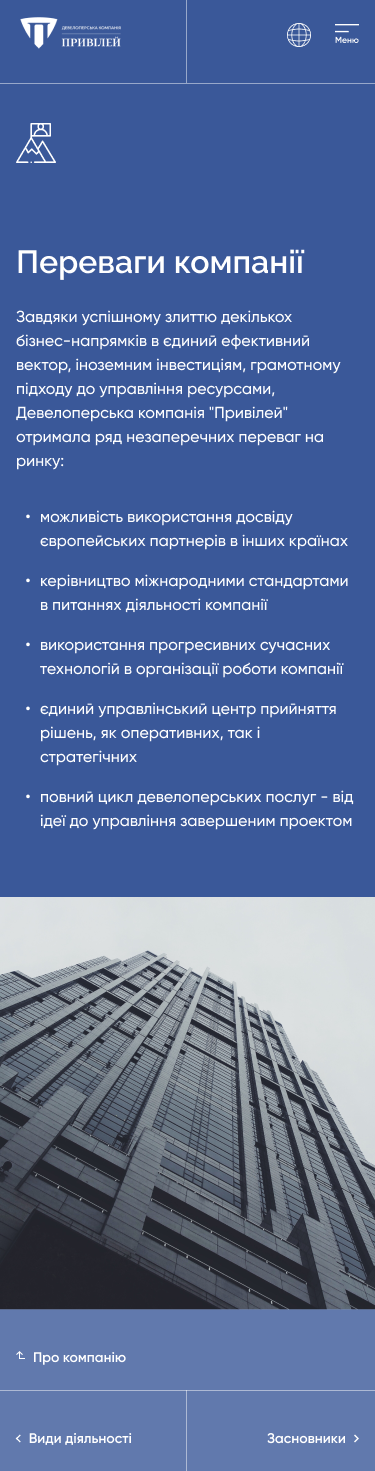 ДЕВЕЛОПЕРСЬКА КОМПАНІЯ
ПРИВІЛЕЙ
Меню
Переваги компанії
Завдяки успішному злиттю декількох
бізнес-напрямків в єдиний ефективний
вектор, іноземним інвестиціям, грамотному
підходу до управління ресурсами,
Девелоперська компанія "Привілей"
отримала ряд незаперечних переваг на
ринку:
• можливість використання досвіду
європейських партнерів в інших країнах
• керівництво міжнародними стандартами
в питаннях діяльності компанії
• використання прогресивних сучасних
технологій в організації роботи компанії
• єдиний управлінський центр прийняття
рішень, як оперативних, так і
стратегічних
• повний цикл девелоперських послуг - від
ідеї до управління завершеним проектом
Про компанію
Види діяльності
Засновники